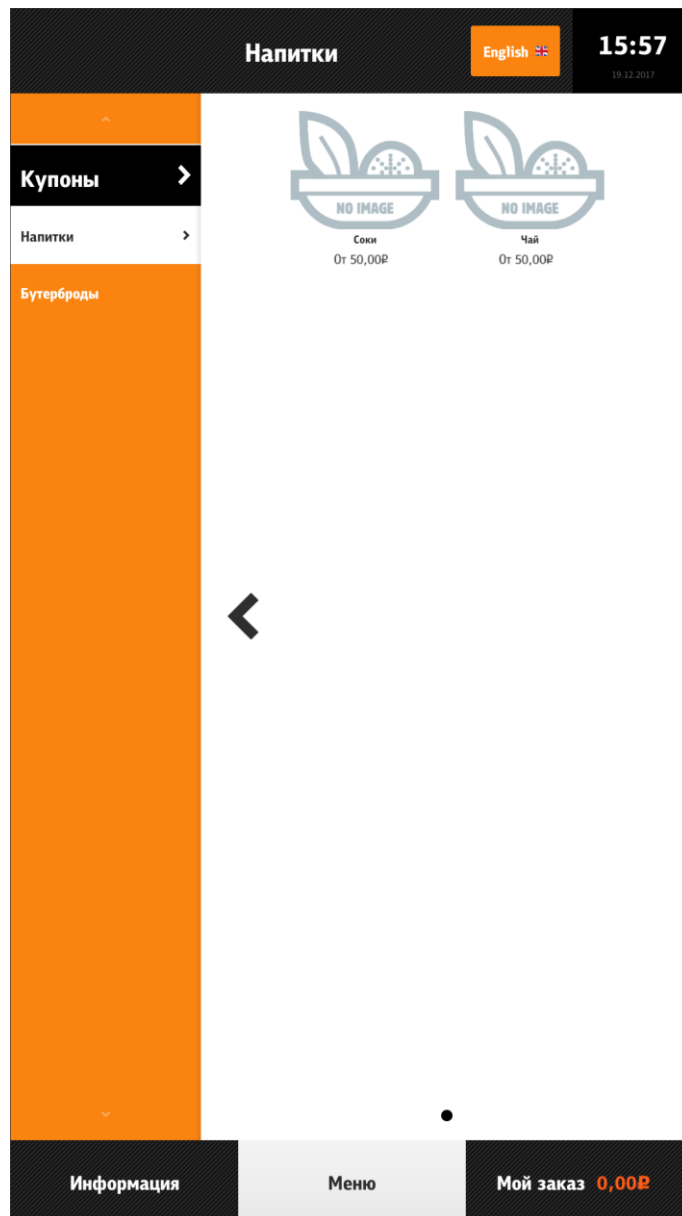 Напитки
English
15:57
19.12.2017
Купоны
Напитки
Бутерброды
NO IMAGE
NO IMAGE
Соки
Чай
От 50,00₽
От 50,00₽
Информация
Меню
Мой заказ 0,00₽